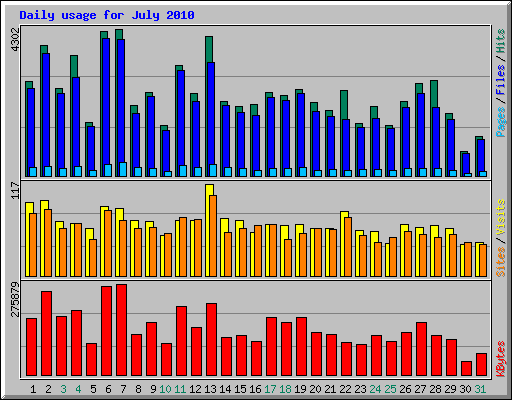 Daily usage for July 2010
4302
Pages / Files / Hits
117
Sites / Visits
275879
KBytes
1 2 3 4 5 6 7 8 9 10 11 12 13 14 15 16 17 18 19 20 21 22 23 24 25 26 27 28 29 30 31